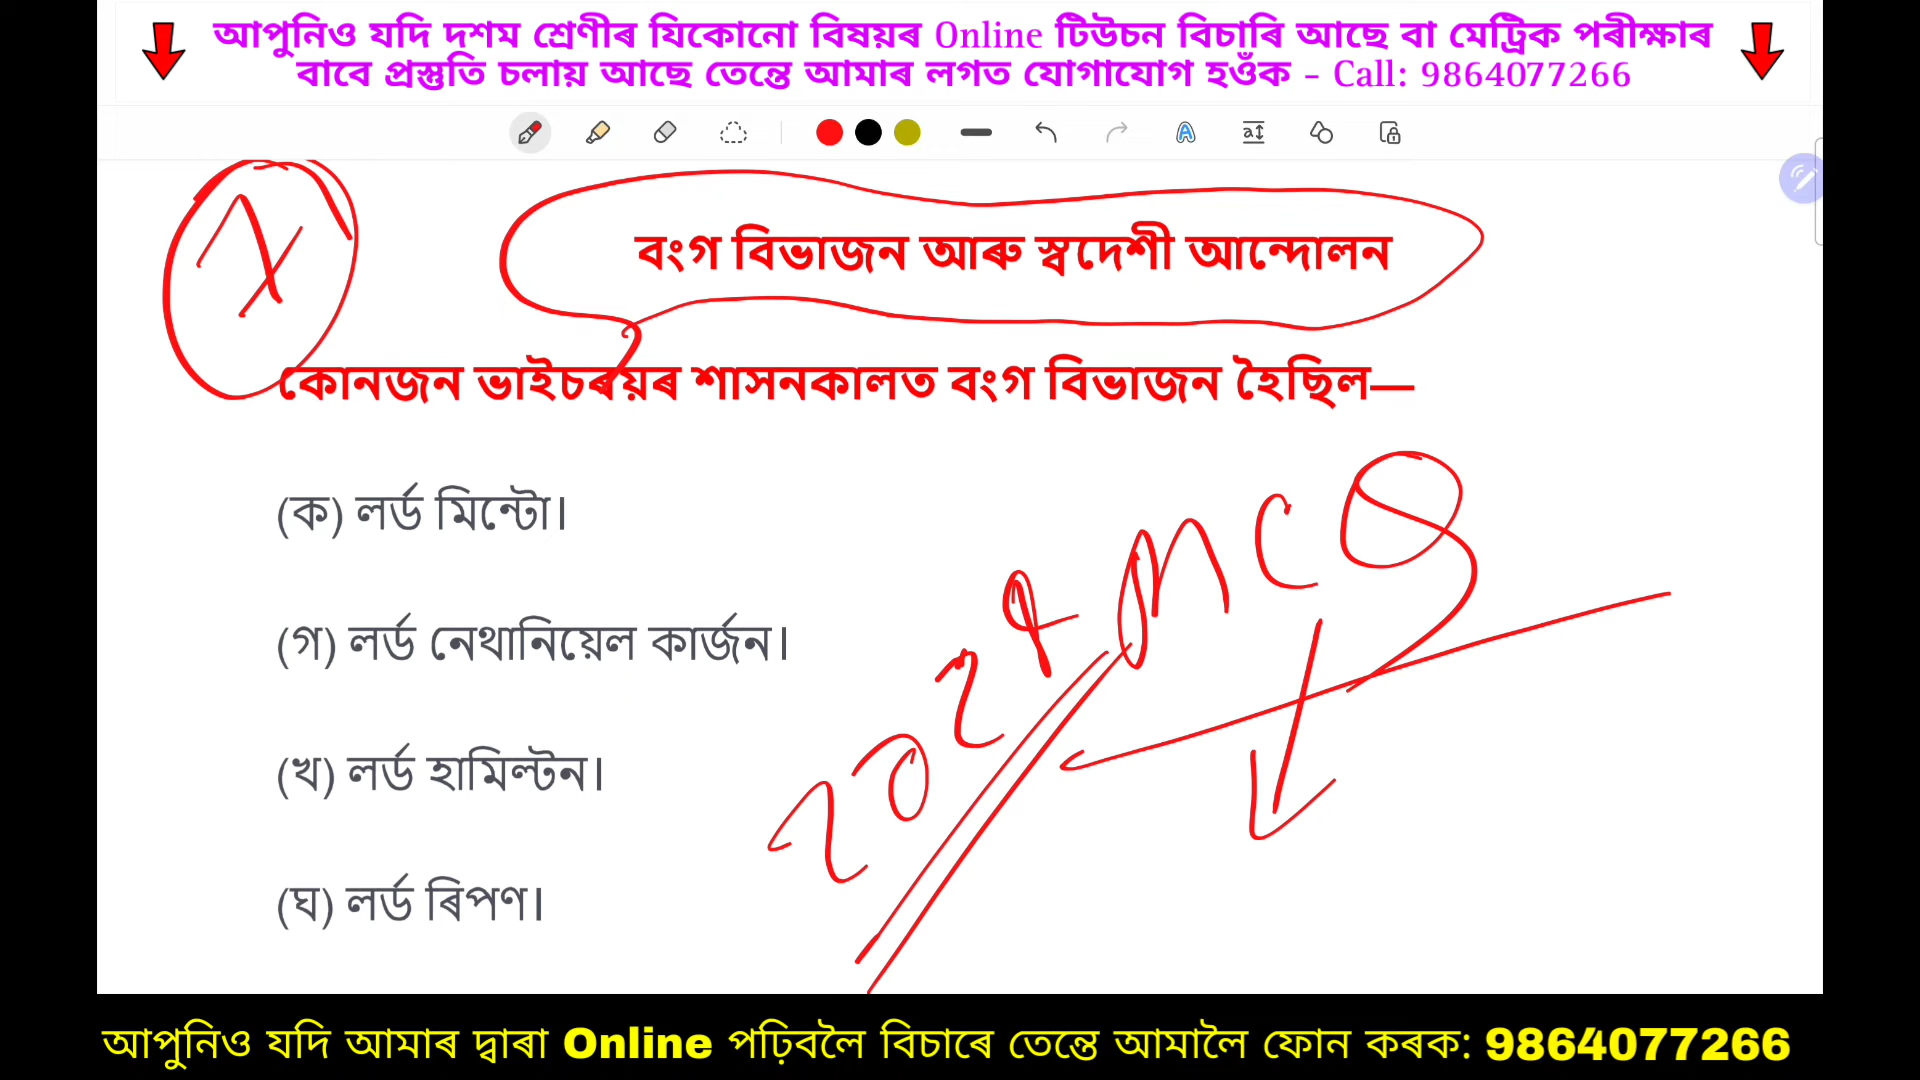 আপুনিও যদি দশম শ্ৰেণীৰ যিকোনো বিষয়ৰ Online টিউচন বিচাৰি আছে বা মেট্ৰিক পৰীক্ষাৰ
বাবে প্ৰস্তুতি চলায় আছে তেন্তে আমাৰ লগত যোগাযোগ হওঁক - Call: 9864077266
X
বংগ বিভাজন আৰু স্বদেশী আন্দোলন
কোনজন ভাইচৰয়ৰ শাসনকালত বংগ বিভাজন হৈছিল—
(ক) লৰ্ড মিন্টো।
(গ) লৰ্ড নেথানিয়েল কাৰ্জন।
(খ) লৰ্ড হামিল্টন।
(ঘ) লৰ্ড ৰিপণ।
MCQ
আপুনিও যদি আমাৰ দ্বাৰা Online পঢ়িবলৈ বিচাৰে তেন্তে আমালৈ ফোন কৰক: 9864077266